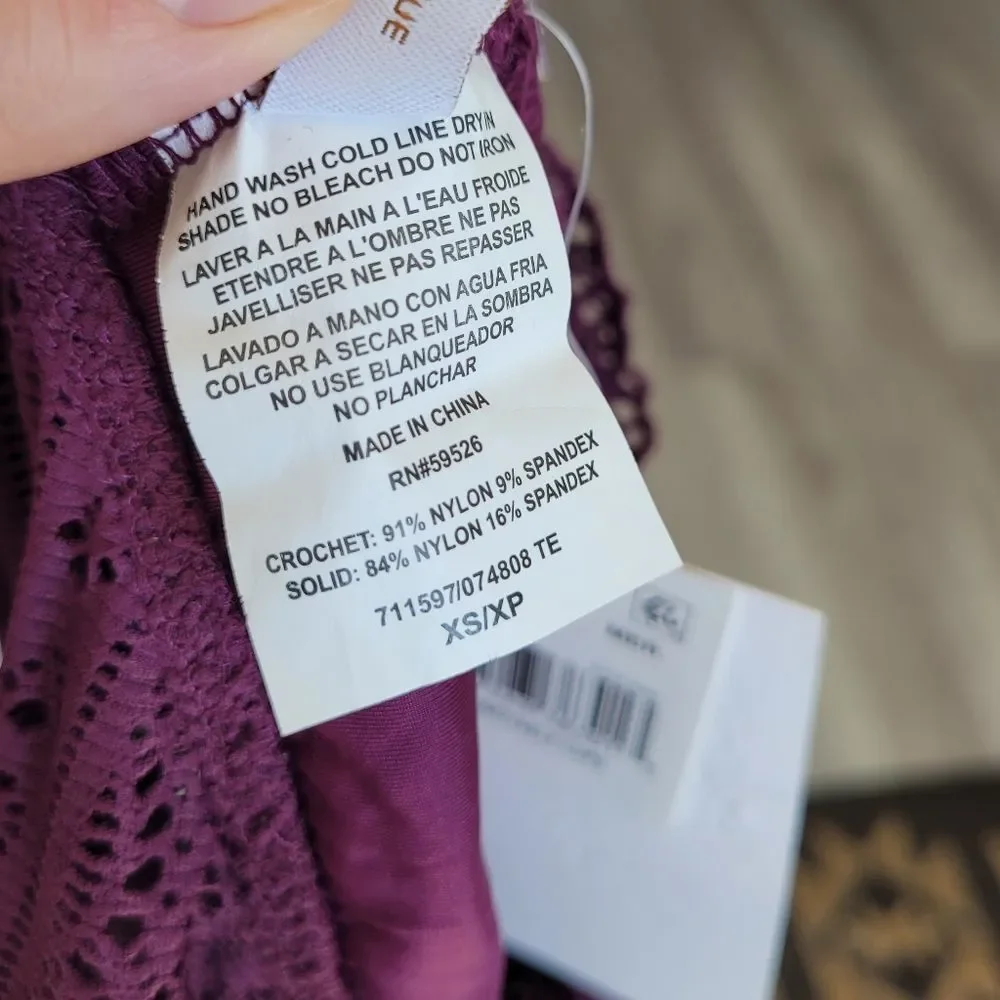 HAND WASH COLD LINE DRY IN
SHADE NO BLEACH DO NOT IRON
LAVER A LA MAIN A L'EAU FROIDE
ETENDRE A L'OMBRE NE PAS
JAVELLISER NE PAS REPASSER
LAVADO A MANO CON AGUA FRIA
COLGAR A SECAR EN LA SOMBRA
NO USE BLANQUEADOR
NO PLANCHAR
MADE IN CHINA
RN#59526
CROCHET: 91% NYLON 9% SPANDEX
SOLID: 84% NYLON 16% SPANDEX
711597/074808 TE
XS/XP